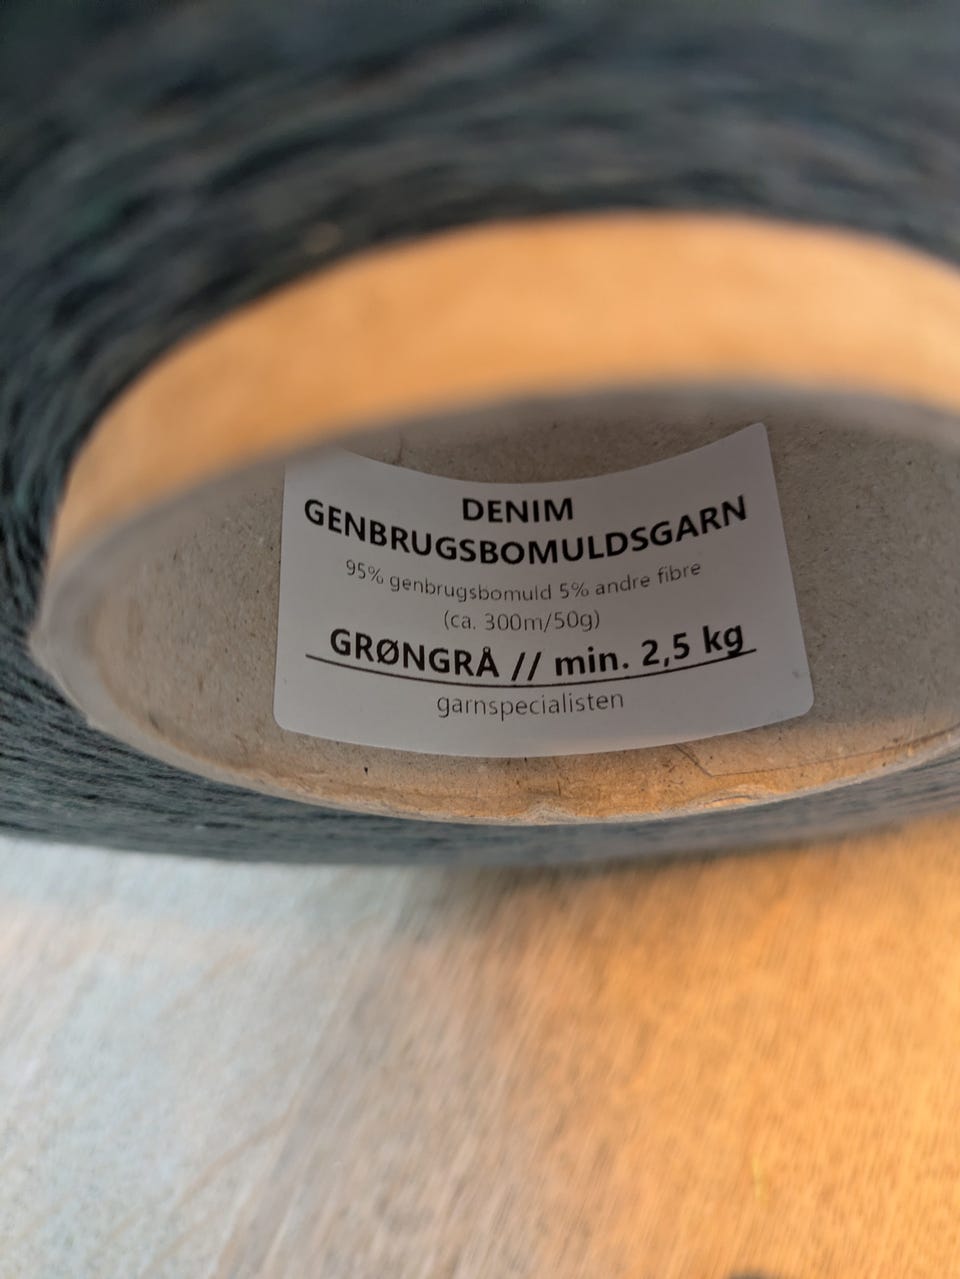 DENIM
GENBRUGSBOMULDSGARN
95% genbrugsbomuld 5% andre fibre
(ca. 300m/50g)
GRØNGRÅ // min. 2,5 kg
garnspecialisten